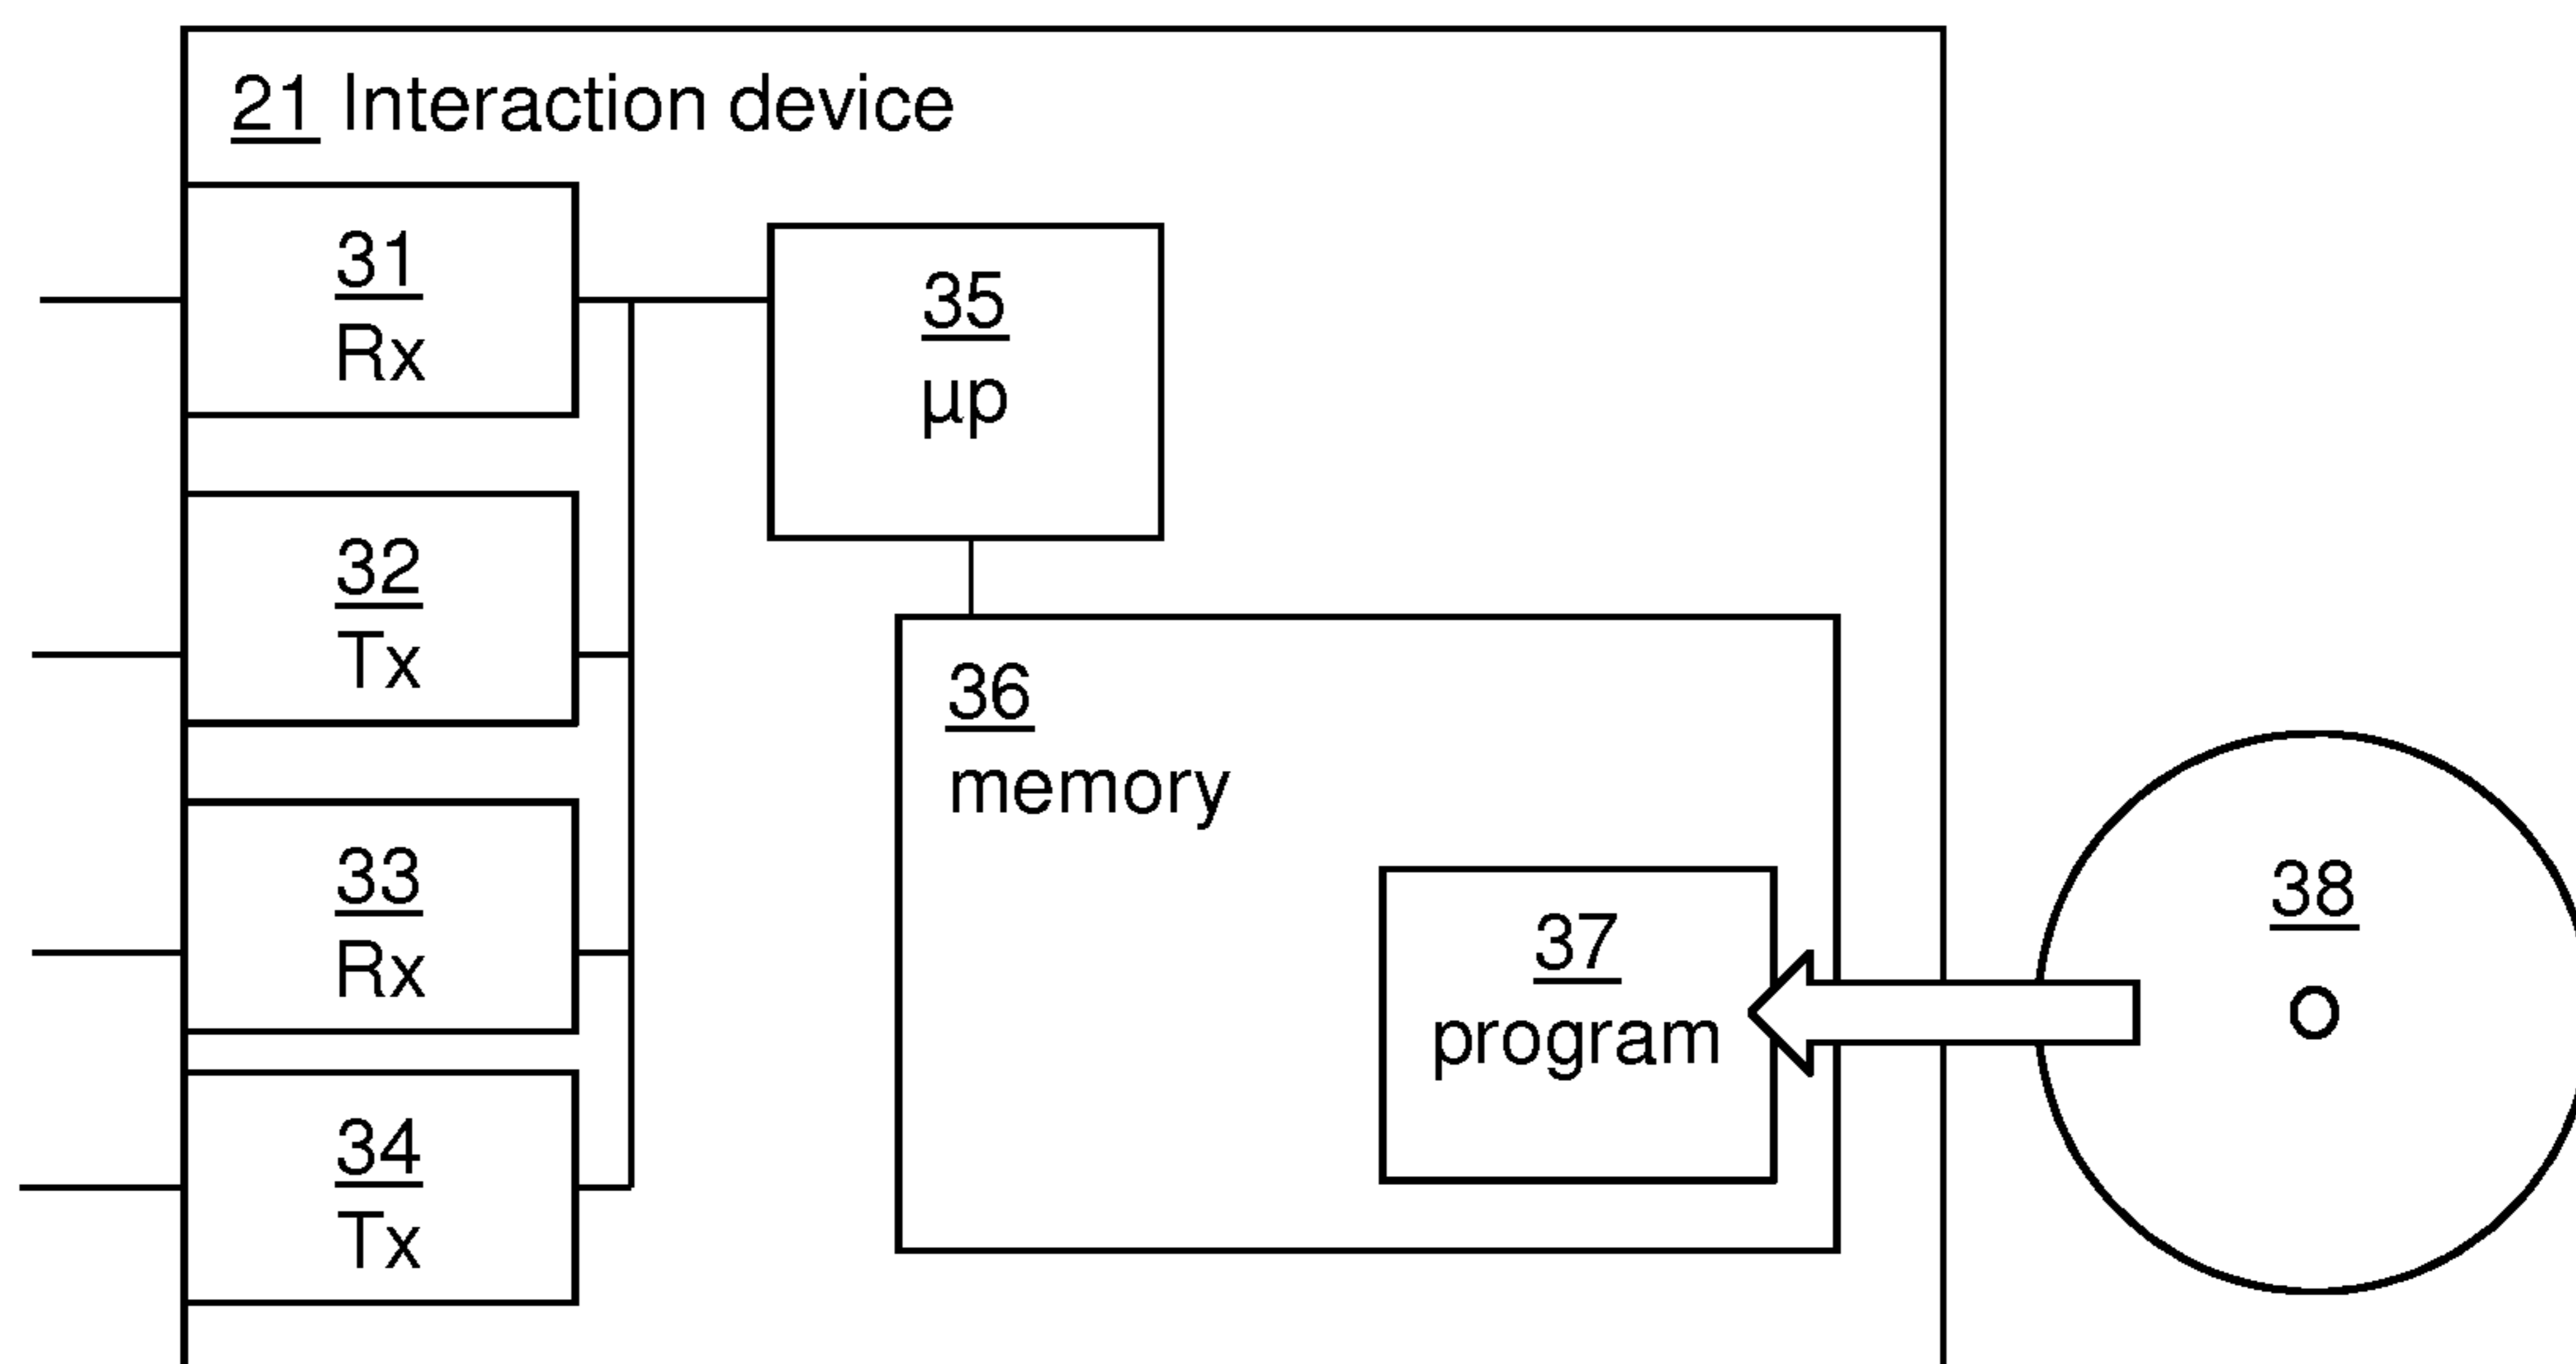 21 Interaction device
31
Rx
35
µp
32
Tx
36
memory
33
Rx
37
program
38
34
Tx